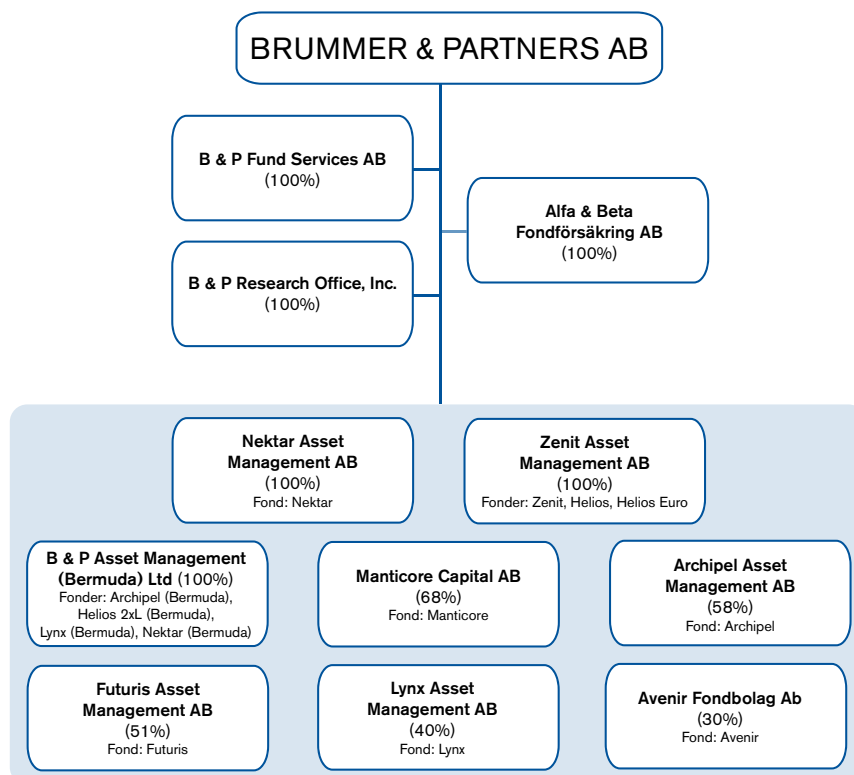 BRUMMER & PARTNERS AB
B & P Fund Services AB
(100%)
Alfa & Beta
Fondförsäkring AB
(100%)
B & P Research Office, Inc.
(100%)
Nektar Asset
Management AB
(100%)
Fond: Nektar
Zenit Asset
Management AB
(100%)
Fonder: Zenit, Helios, Helios Euro
B & P Asset Management
(Bermuda) Ltd (100%)
Fonder: Archipel (Bermuda),
Helios 2xL (Bermuda),
Lynx (Bermuda), Nektar (Bermuda)
Manticore Capital AB
(68%)
Fond: Manticore
Archipel Asset
Management AB
(58%)
Fond: Archipel
Futuris Asset
Management AB
(51%)
Fond: Futuris
Lynx Asset
Management AB
(40%)
Fond: Lynx
Avenir Fondbolag Ab
(30%)
Fond: Avenir